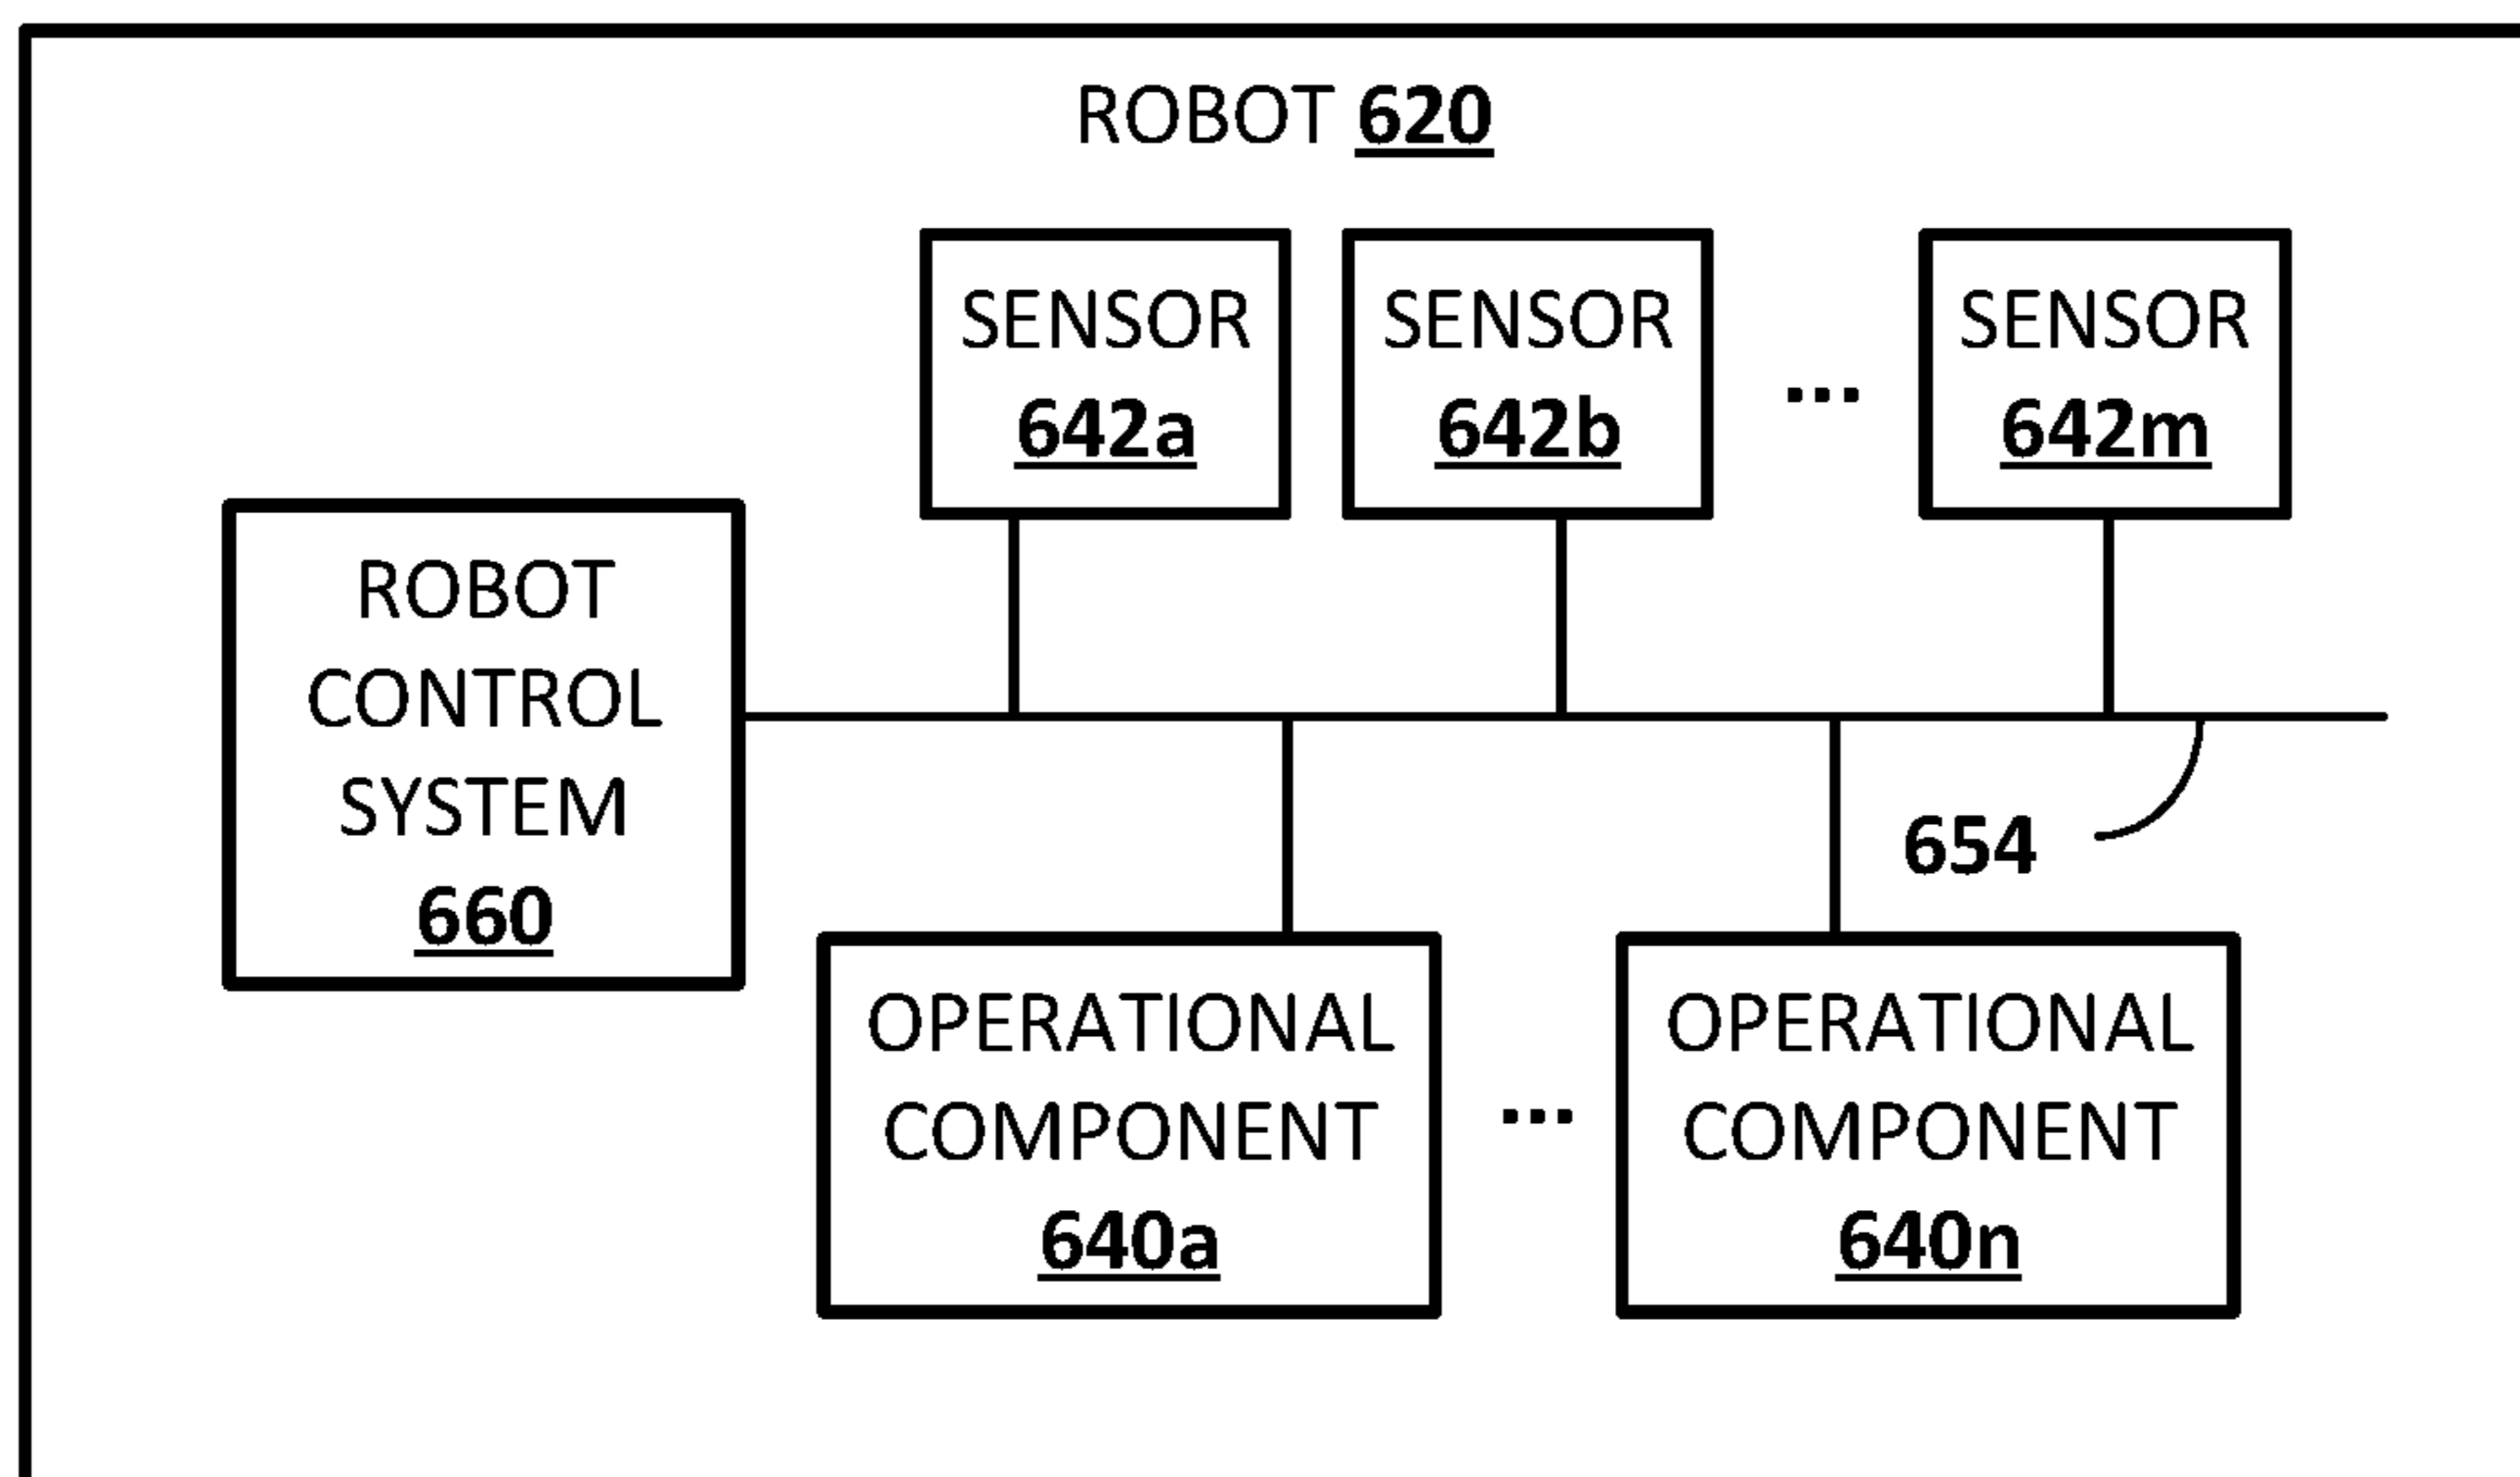 ROBOT 620
SENSOR
642a
SENSOR
642b
...
SENSOR
642m
ROBOT
CONTROL
SYSTEM
660
654
OPERATIONAL
COMPONENT
640a
...
OPERATIONAL
COMPONENT
640n